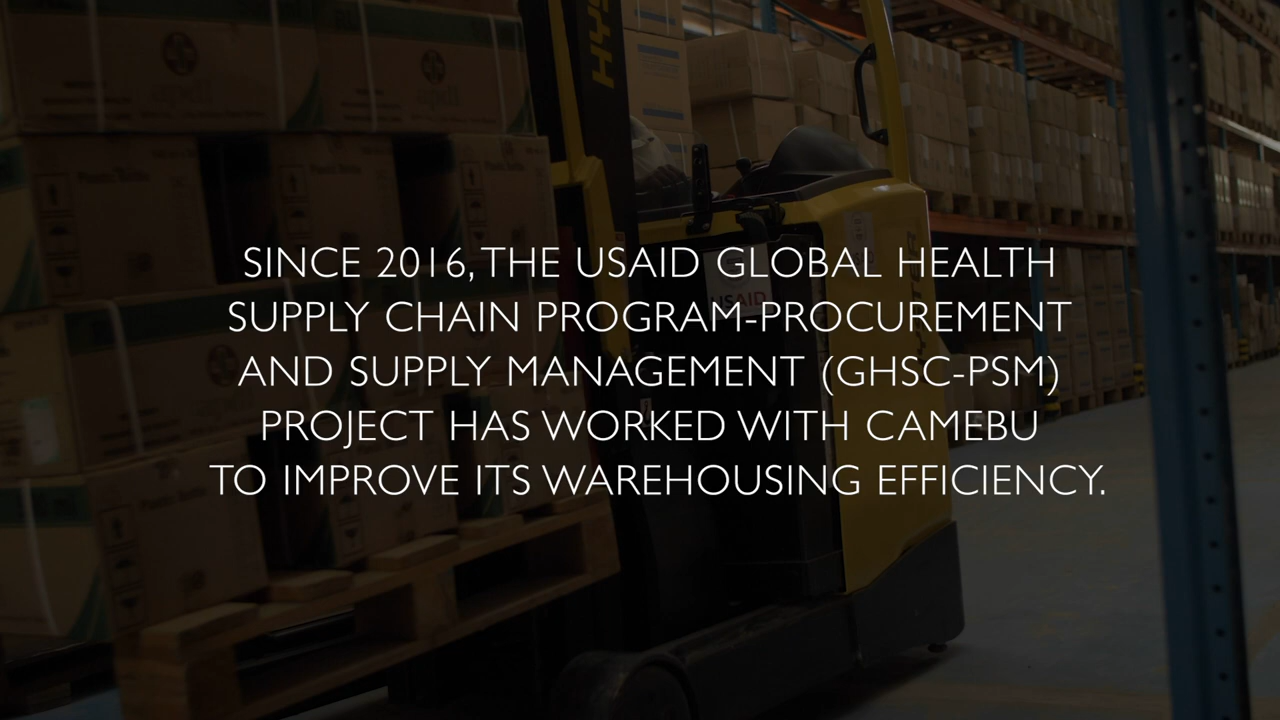 SINCE 2016, THE USAID GLOBAL HEALTH
SUPPLY CHAIN PROGRAM-PROCUREMENT
AND SUPPLY MANAGEMENT (GHSC-PSM)
PROJECT HAS WORKED WITH CAMEBU
TO IMPROVE ITS WAREHOUSING EFFICIENCY.
USAID